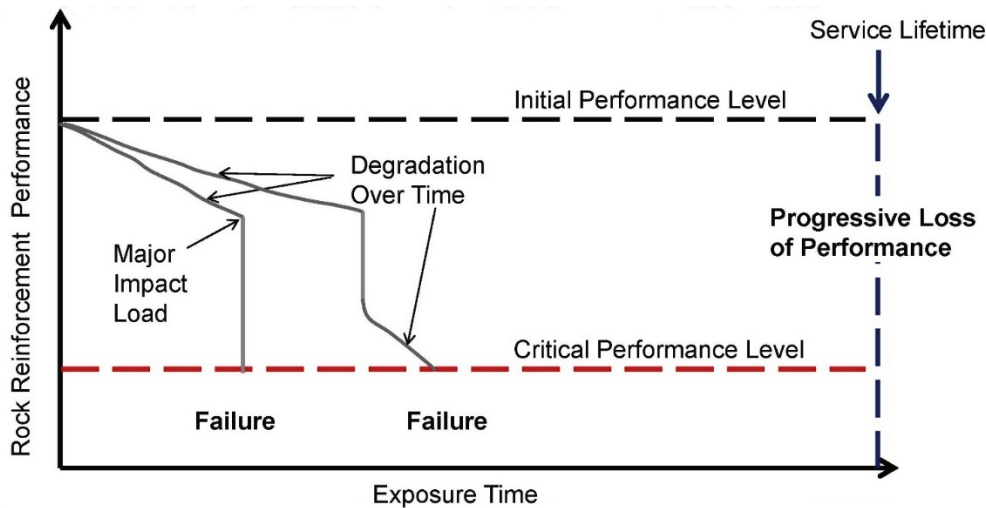 Service Lifetime
Initial Performance Level
Degradation
Over Time
Progressive Loss
of Performance
Major
Impact
Load
Critical Performance Level
Failure
Failure
Rock Reinforcement Performance
Exposure Time